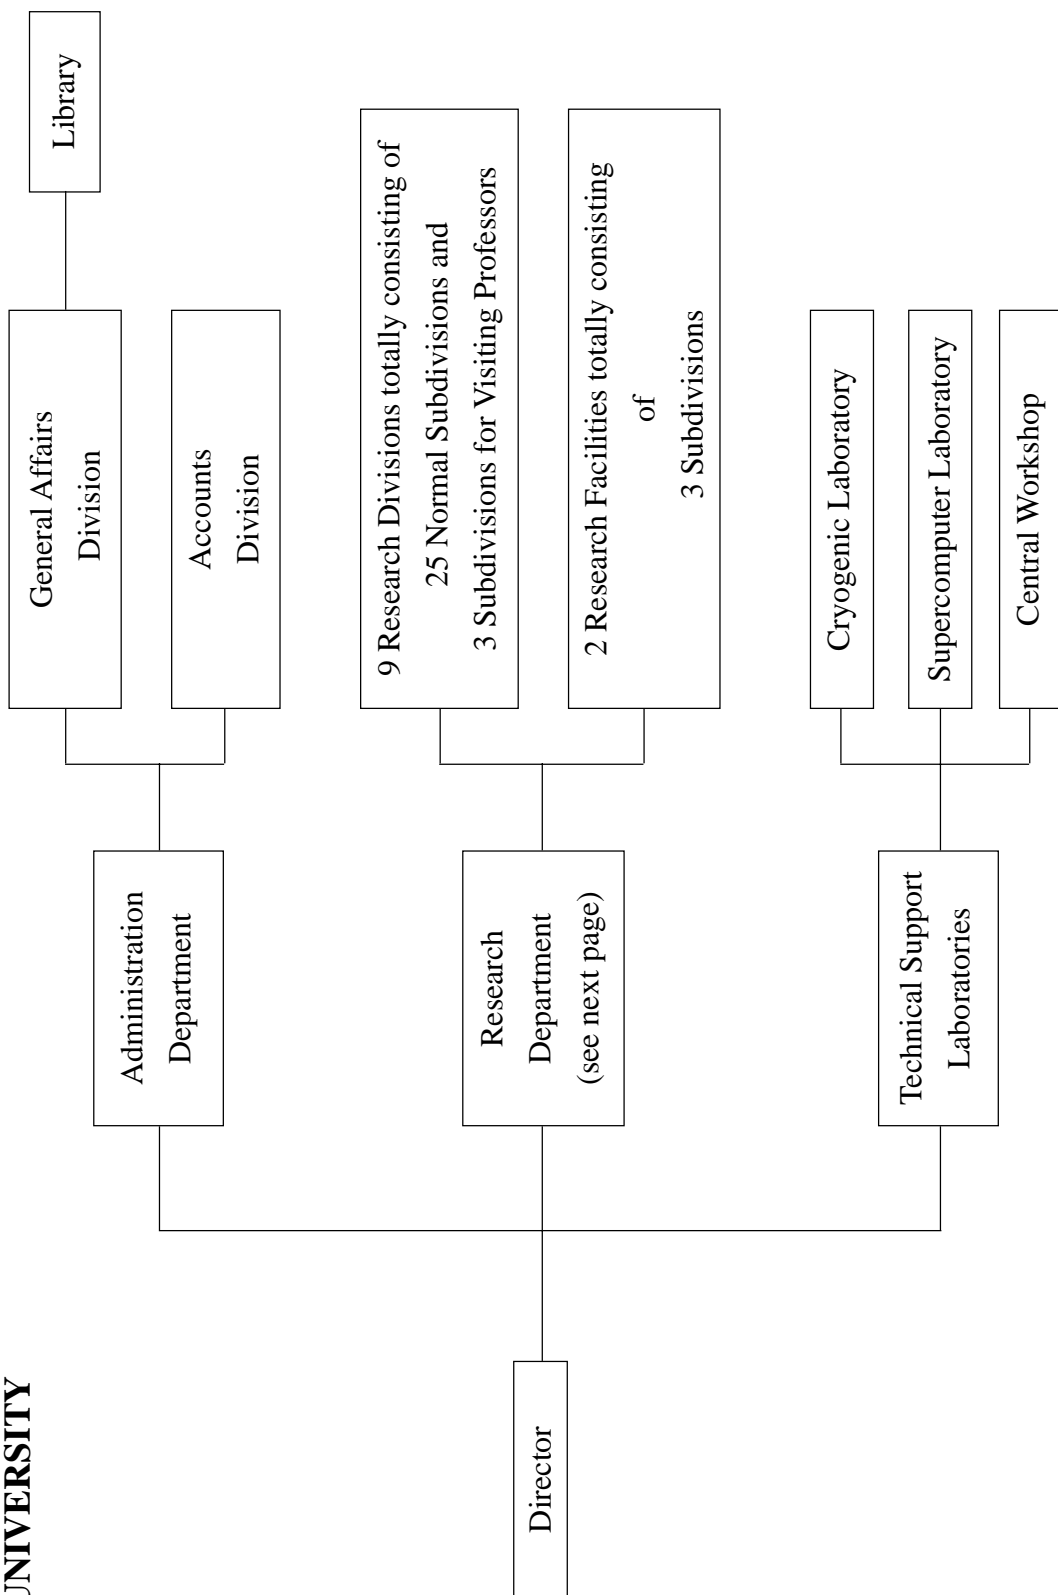 UNIVERSITY
Director
Administration
Department
General Affairs
Division
Library
Accounts
Division
Research
Department
(see next page)
9 Research Divisions totally consisting of
25 Normal Subdivisions and
3 Subdivisions for Visiting Professors
2 Research Facilities totally consisting
of
3 Subdivisions
Technical Support
Laboratories
Cryogenic Laboratory
Supercomputer Laboratory
Central Workshop